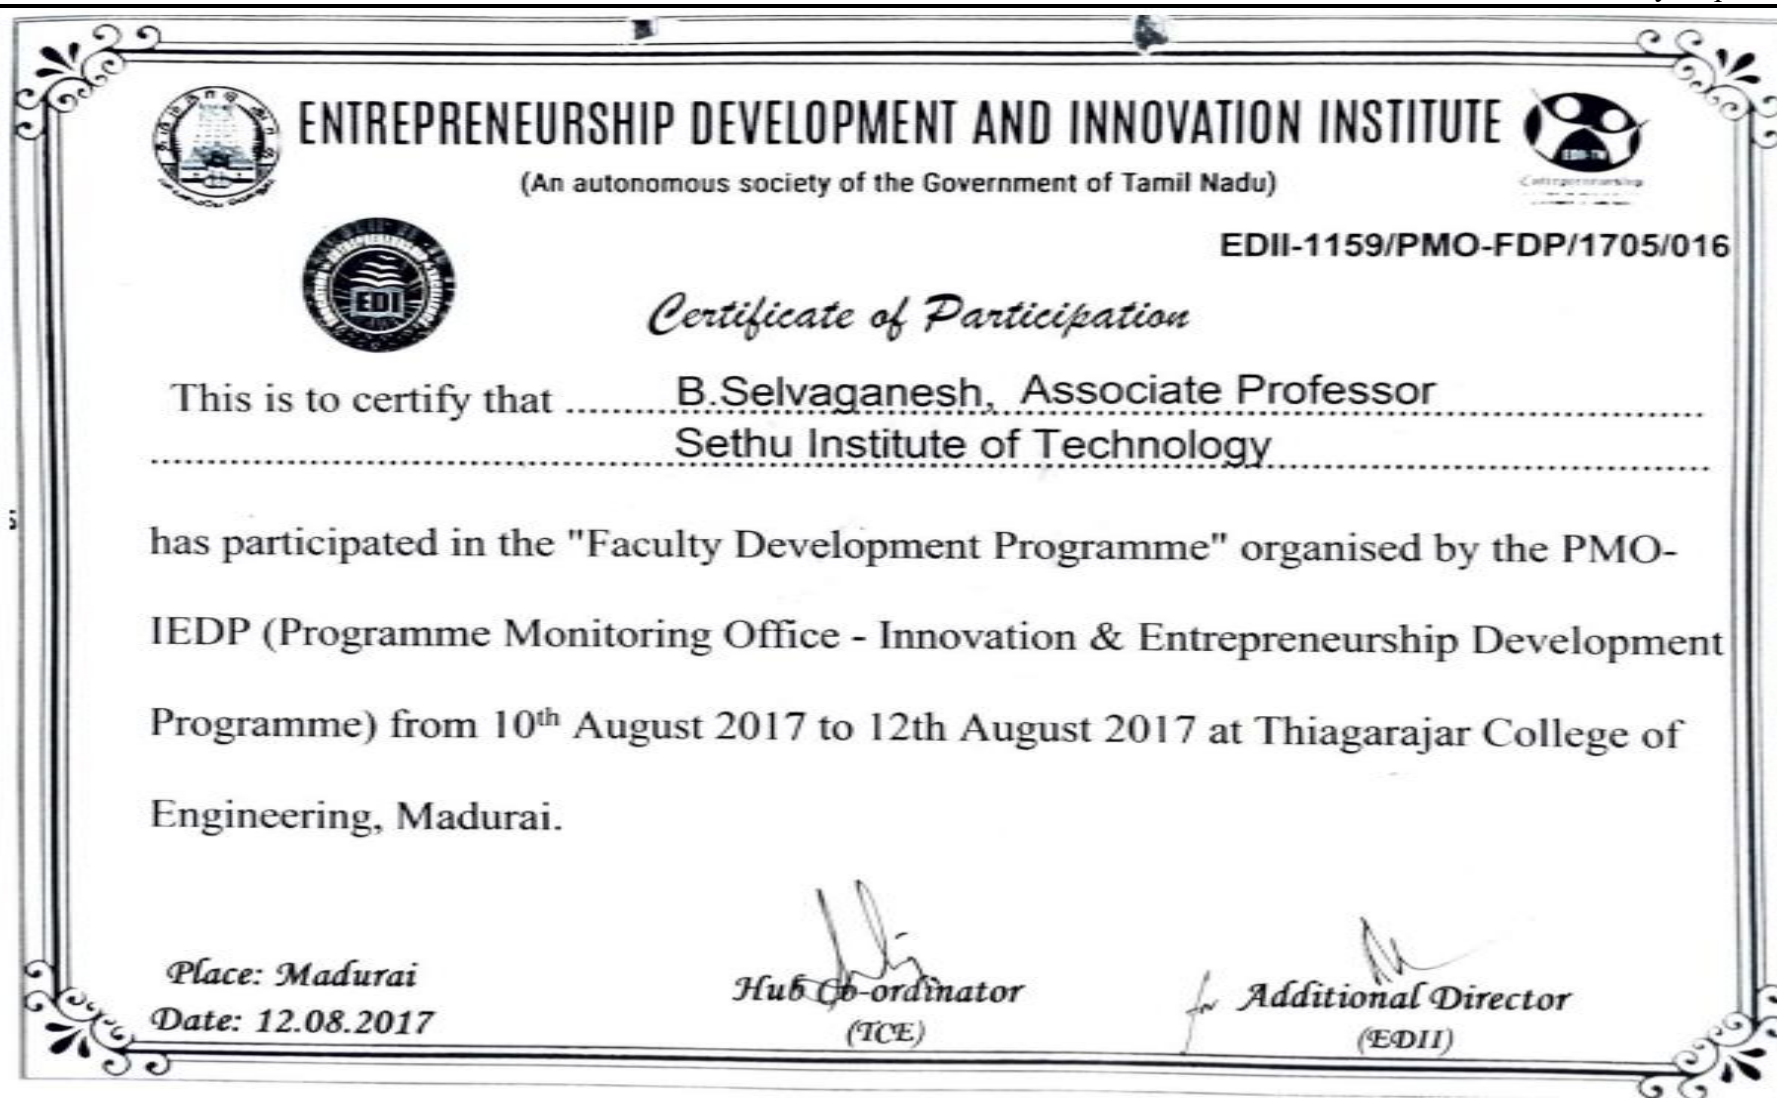 ENTREPRENEURSHIP DEVELOPMENT AND INNOVATION INSTITUTE
(An autonomous society of the Government of Tamil Nadu)
EDII-TN
Entrepreneurship
EDII-1159/PMO-FDP/1705/016
EDI
Certificate of Participation
This is to certify that ........ B.Selvaganesh, Associate Professor
Sethu Institute of Technology
has participated in the "Faculty Development Programme" organised by the PMO-
IEDP (Programme Monitoring Office - Innovation & Entrepreneurship Development
Programme) from 10th August 2017 to 12th August 2017 at Thiagarajar College of
Engineering, Madurai.
Place: Madurai
Date: 12.08.2017
Hub Co-ordinator
(TCE)
for Additional Director
(EDII)